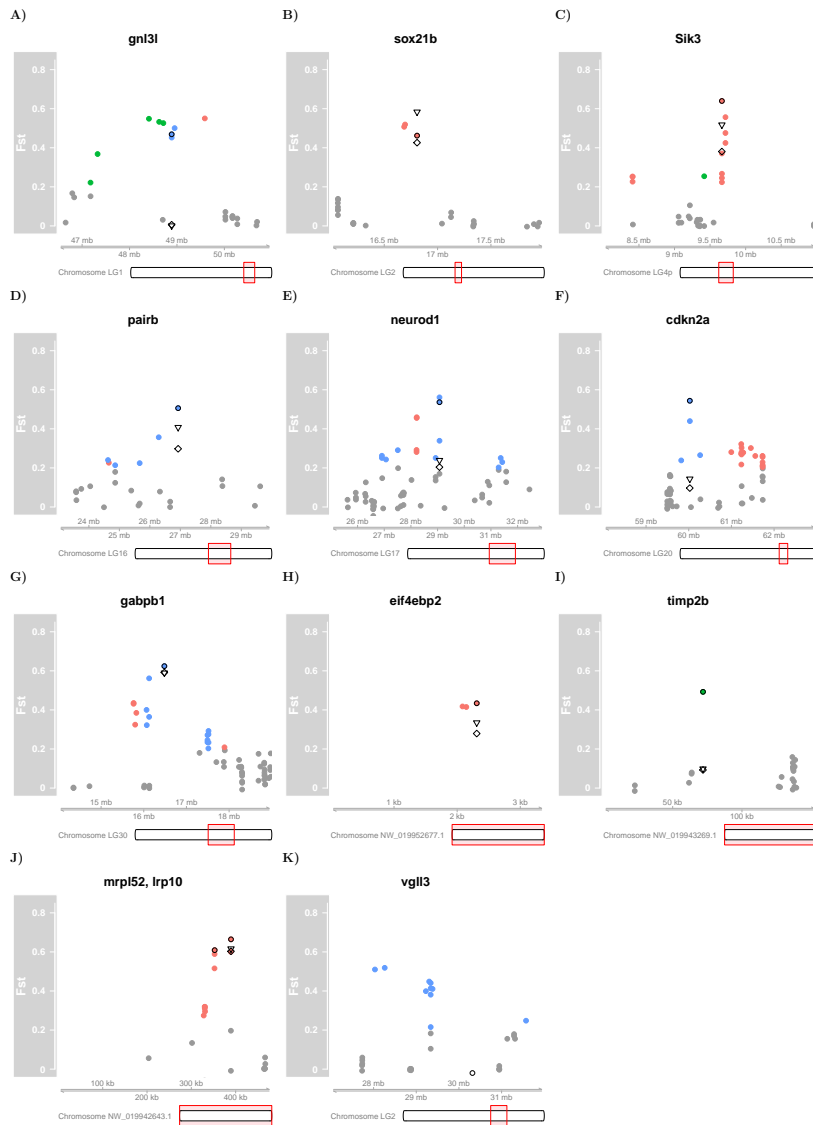 A)
gnl3l
Fst
0.8
0.6
0.4
0.2
0
47 mb
49 mb
48 mb
50 mb
Chromosome LG1
B)
sox21b
Fst
0.8
0.6
0.4
0.2
0
16.5 mb
17.5 mb
17 mb
Chromosome LG2
C)
Sik3
Fst
0.8
0.6
0.4
0.2
0
8.5 mb
9.5 mb
10.5 mb
9 mb
10 mb
Chromosome LG4p
D)
pairb
Fst
0.8
0.6
0.4
0.2
0
24 mb
26 mb
28 mb
25 mb
27 mb
29 mb
Chromosome LG16
E)
neurod1
Fst
0.8
0.6
0.4
0.2
0
26 mb
28 mb
30 mb
32 mb
27 mb
29 mb
31 mb
Chromosome LG17
F)
cdkn2a
Fst
0.8
0.6
0.4
0.2
0
59 mb
61 mb
60 mb
62 mb
Chromosome LG20
G)
gabpb1
Fst
0.8
0.6
0.4
0.2
0
15 mb
17 mb
16 mb
18 mb
Chromosome LG30
H)
eif4ebp2
Fst
0.8
0.6
0.4
0.2
0
1 kb
3 kb
2 kb
Chromosome NW_019952677.1
I)
timp2b
Fst
0.8
0.6
0.4
0.2
0
50 kb
100 kb
Chromosome NW_019943269.1
J)
mrpl52, lrp10
Fst
0.8
0.6
0.4
0.2
0
100 kb
300 kb
200 kb
400 kb
Chromosome NW_019942643.1
K)
vgll3
Fst
0.8
0.6
0.4
0.2
0
28 mb
30 mb
29 mb
31 mb
Chromosome LG2